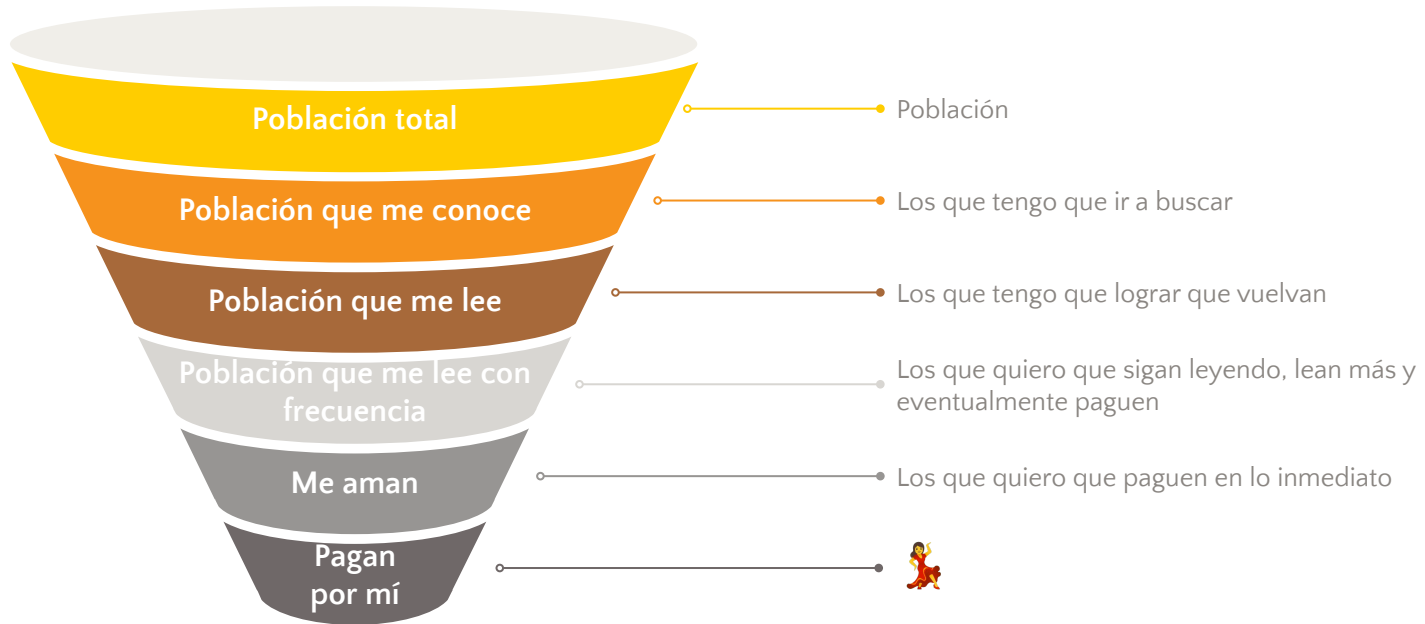 Población total
Población
Población que me conoce
Los que tengo que ir a buscar
Población que me lee
Los que tengo que lograr que vuelvan
Población que me lee con
frecuencia
Los que quiero que sigan leyendo, lean más y
eventualmente paguen
Me aman
Los que quiero que paguen en lo inmediato
Pagan
por mí